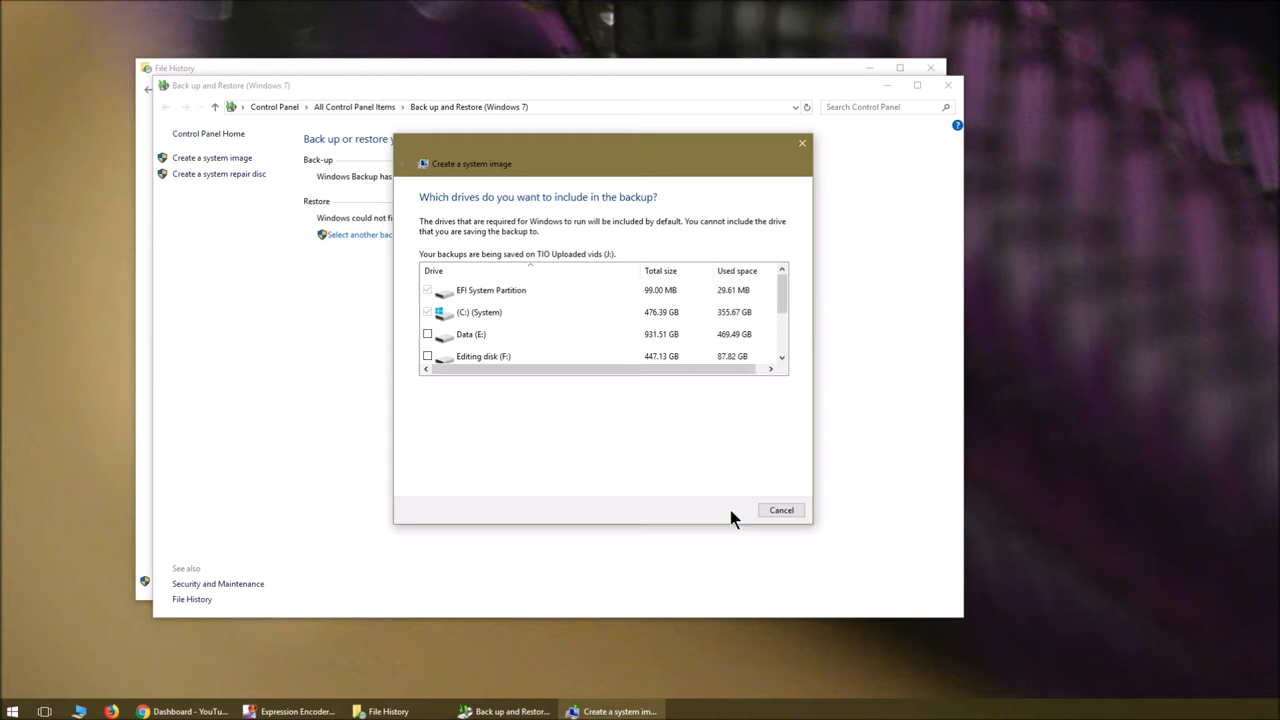 File History
Back up and Restore (Windows 7)
Control Panel > All Control Panel Items > Back up and Restore (Windows 7)
Search Control Panel
Control Panel Home
Create a system image
Create a system repair disc
Back up or restore y
Back-up
Windows Backup has
Restore
Windows could not fi
Select another bac
See also
Security and Maintenance
File History
Create a system image
Which drives do you want to include in the backup?
The drives that are required for Windows to run will be included by default. You cannot include the drive
that you are saving the backup to.
Your backups are being saved on TIO Uploaded vids (J:).
Drive Total size Used space
EFI System Partition 99.00 MB 29.61 MB
(C:) (System) 476.39 GB 355.67 GB
Data (E:) 931.51 GB 469.49 GB
Editing disk (F:) 447.13 GB 87.82 GB
Cancel
Dashboard - YouTu... Expression Encoder... File History Back up and Restor... Create a system im...